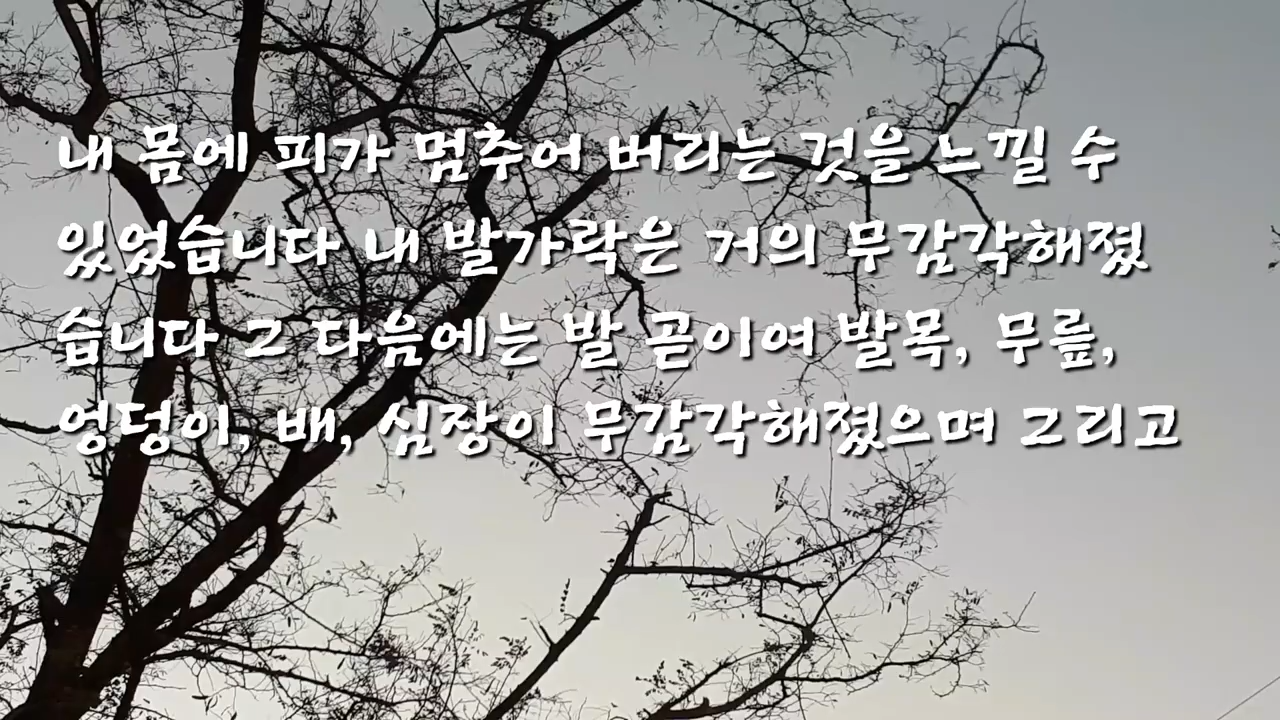 내 몸에 피가 멈추어 버리는 것을 느낄 수
있었습니다 내 발가락은 거의 무감각해졌
습니다 그 다음에는 발 곧이여 발목, 무릎,
엉덩이, 배, 심장이 무감각해졌으며 그리고